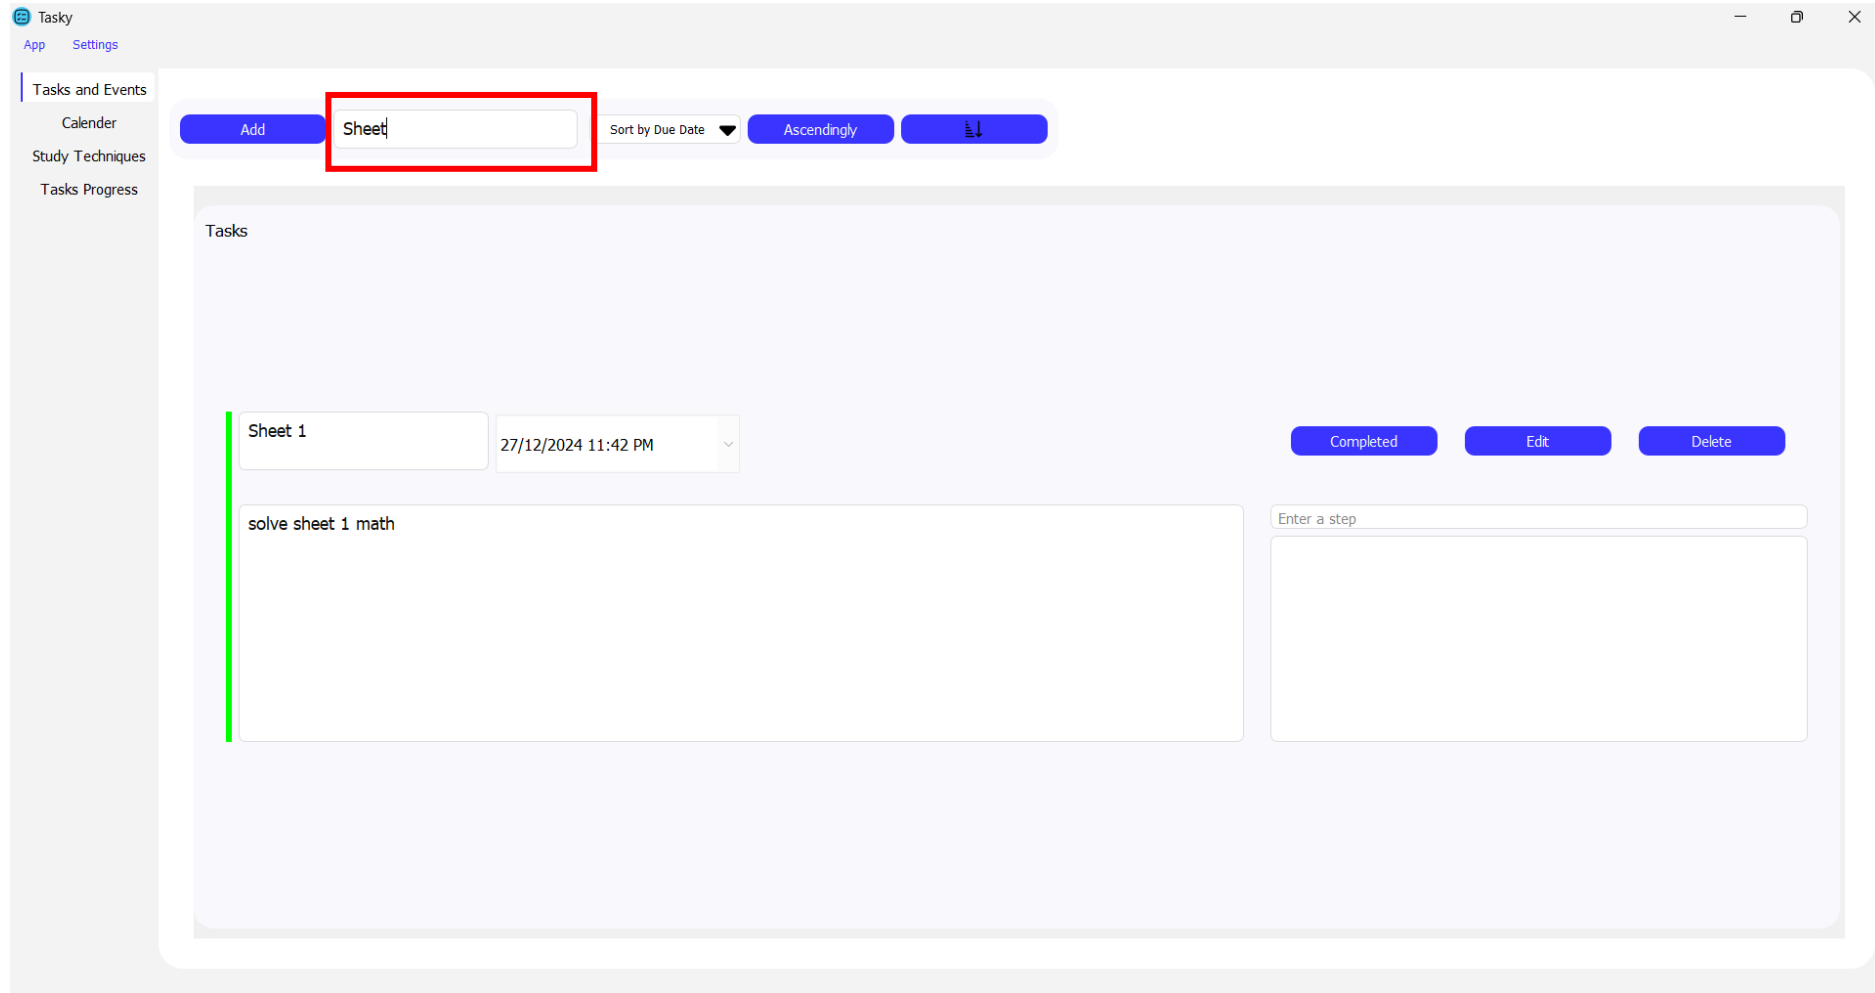 Tasky
App Settings
Tasks and Events
Calender
Study Techniques
Tasks Progress
Add Sheet Sort by Due Date Ascendingly
Tasks
Sheet 1 27/12/2024 11:42 PM Completed Edit Delete
solve sheet 1 math
Enter a step